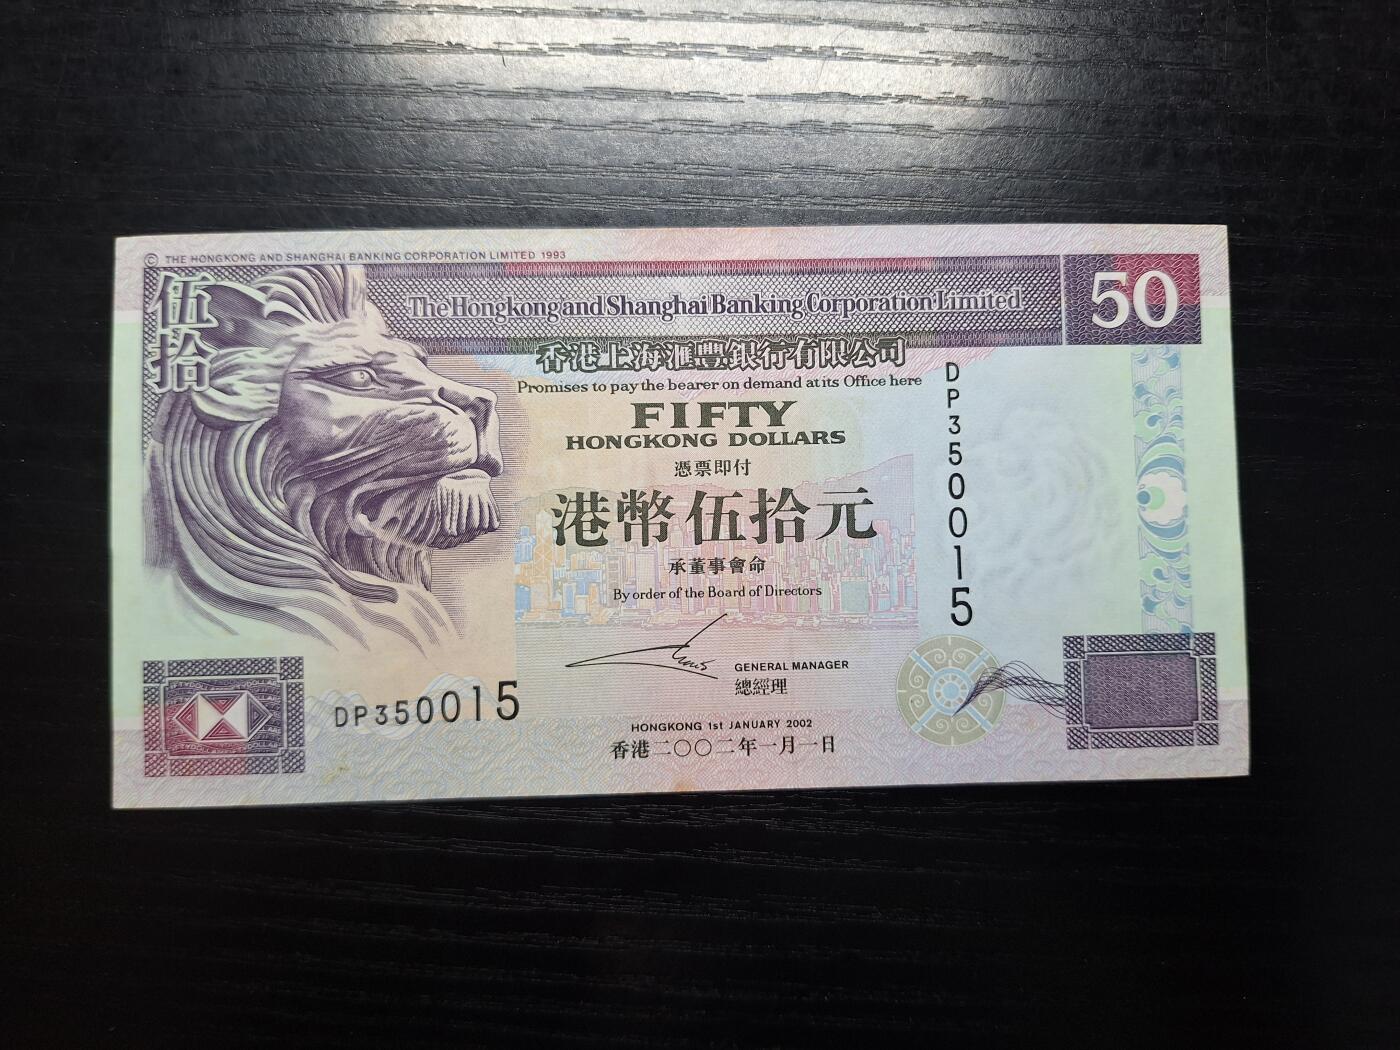 © THE HONGKONG AND SHANGHAI BANKING CORPORATION LIMITED 1993
伍拾
The Hongkong and Shanghai Banking Corporation Limited
50
香港上海滙豐銀行有限公司
Promises to pay the bearer on demand at its Office here
FIFTY
HONGKONG DOLLARS
憑票即付
港幣伍拾元
承董事會命
By order of the Board of Directors
GENERAL MANAGER
總經理
DP350015
DP350015
HONGKONG 1st JANUARY 2002
香港二〇〇二年一月一日